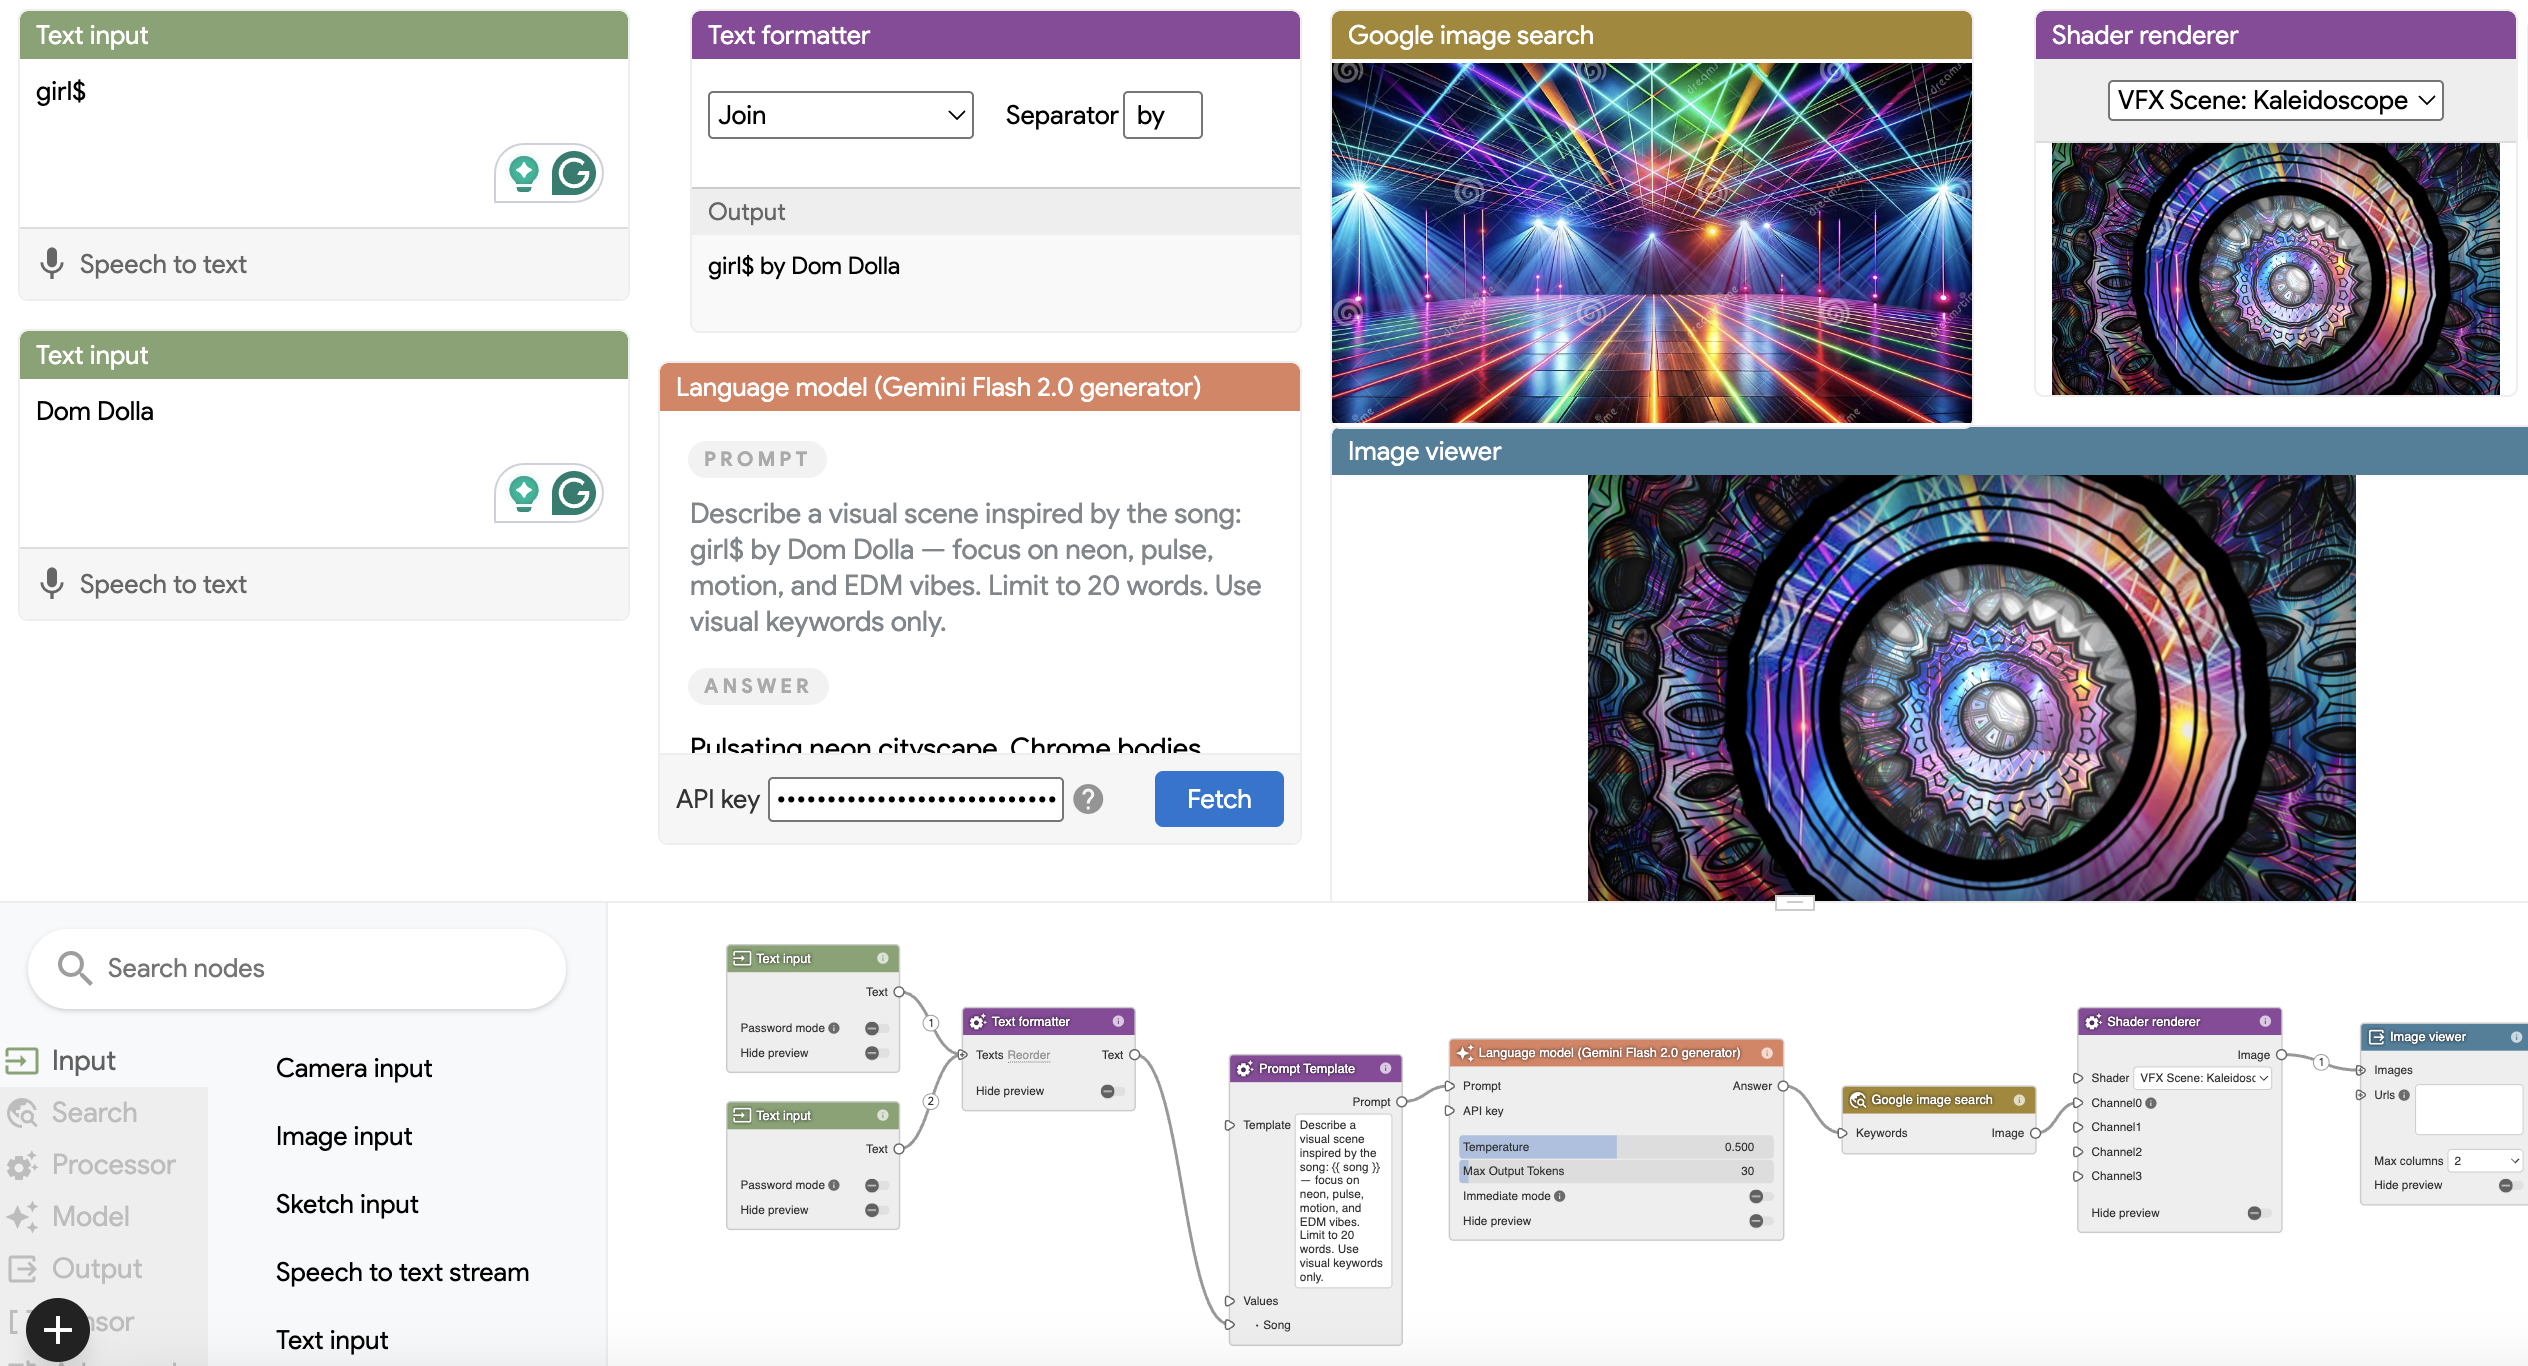 Text input
girl$
Speech to text
Text input
Dom Dolla
Speech to text
Text formatter
Join
Separator by
Output
girl$ by Dom Dolla
Language model (Gemini Flash 2.0 generator)
PROMPT
Describe a visual scene inspired by the song:
girl$ by Dom Dolla — focus on neon, pulse,
motion, and EDM vibes. Limit to 20 words. Use
visual keywords only.
ANSWER
Pulsating neon cityscape. Chrome bodies
API key ••••••••••••••••••••••••••••
Fetch
Google image search
Shader renderer
VFX Scene: Kaleidoscope
Image viewer
Search nodes
Input
Search
Processor
Model
Output
Camera input
Image input
Sketch input
Speech to text stream
Text input
Text input
Text
Password mode
Hide preview
Text input
Text
Password mode
Hide preview
1
2
Text formatter
Texts Reorder Text
Hide preview
Prompt Template
Prompt
Template
Describe a
visual scene
inspired by the
song: {{ song }}
— focus on
neon, pulse,
motion, and
EDM vibes.
Limit to 20
words. Use
visual keywords
only.
Values
· Song
Language model (Gemini Flash 2.0 generator)
Prompt Answer
API key
Temperature 0.500
Max Output Tokens 30
Immediate mode
Hide preview
Google image search
Keywords Image
Shader renderer
Image
Shader VFX Scene: Kaleidosc
Channel0
Channel1
Channel2
Channel3
Hide preview
1
Image viewer
Images
Urls
Max columns 2
Hide preview